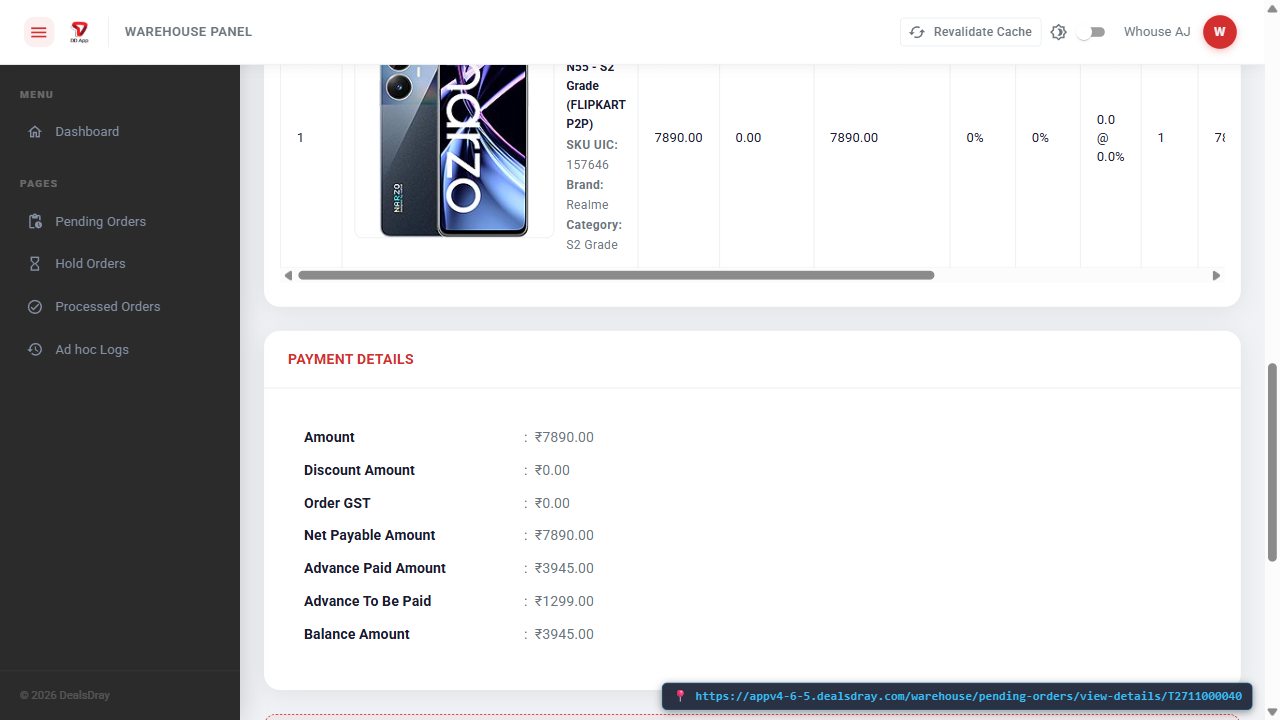 DD App
WAREHOUSE PANEL
Revalidate Cache
Whouse AJ
W
MENU
Dashboard
PAGES
Pending Orders
Hold Orders
Processed Orders
Ad hoc Logs
© 2026 DealsDray
1
narzo
NARZO
N55 - S2
Grade
(FLIPKART
P2P)
SKU UIC:
157646
Brand:
Realme
Category:
S2 Grade
7890.00
0.00
7890.00
0%
0%
0.0
@
0.0%
1
78
PAYMENT DETAILS
Amount : ₹7890.00
Discount Amount : ₹0.00
Order GST : ₹0.00
Net Payable Amount : ₹7890.00
Advance Paid Amount : ₹3945.00
Advance To Be Paid : ₹1299.00
Balance Amount : ₹3945.00
https://appv4-6-5.dealsdray.com/warehouse/pending-orders/view-details/T2711000040